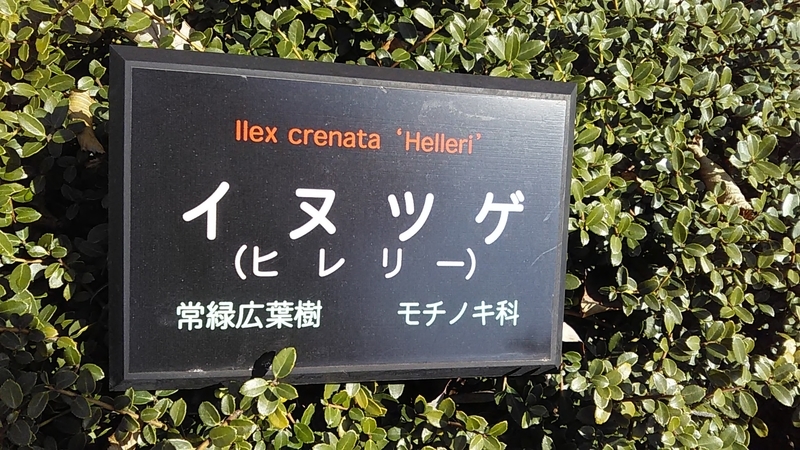 Ilex crenata ‘Helleri’
イヌツゲ
(ヒレリー)
常緑広葉樹 モチノキ科